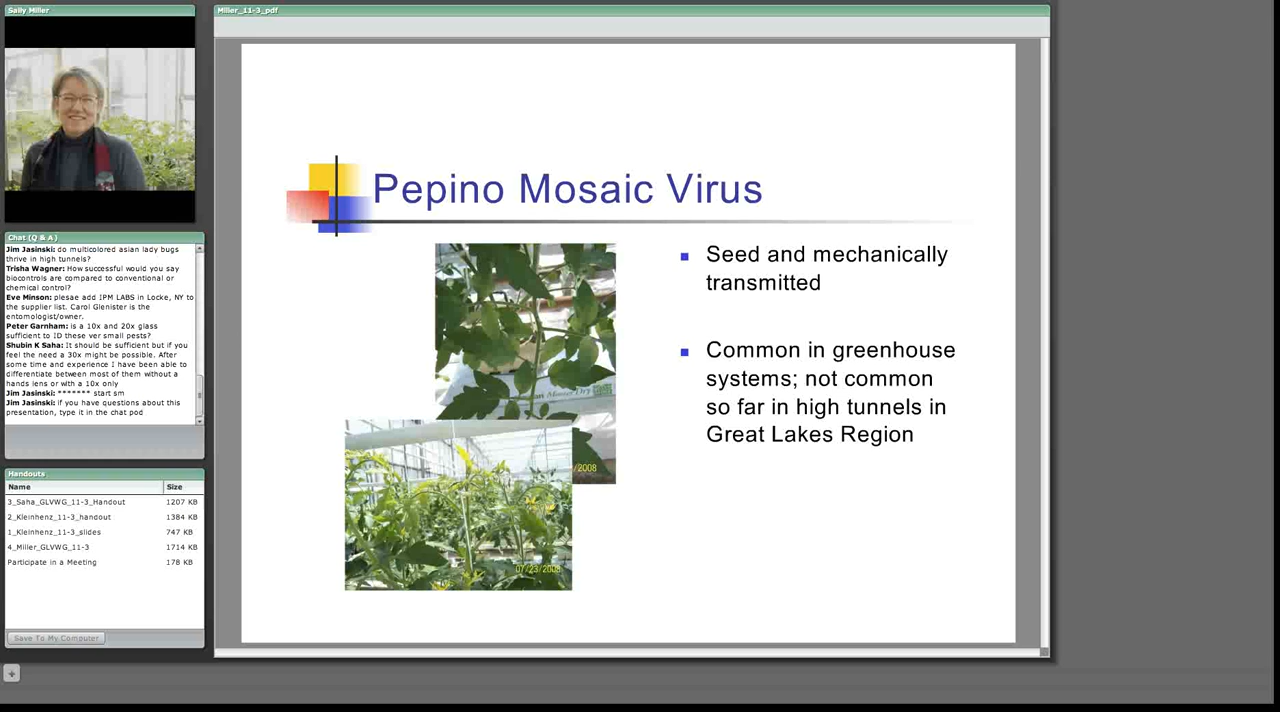 Sally Miller
Chat (Q & A)
Jim Jasinski: do multicolored asian lady bugs
thrive in high tunnels?
Trisha Wagner: How successful would you say
biocontrols are compared to conventional or
chemical control?
Eve Minson: plesae add IPM LABS in Locke, NY to
the supplier list. Carol Glenister is the
entomologist/owner.
Peter Garnham: is a 10x and 20x glass
sufficient to ID these ver small pests?
Shubin K Saha: It should be sufficient but if you
feel the need a 30x might be possible. After
some time and experience I have been able to
differentiate between most of them without a
hands lens or with a 10x only
Jim Jasinski: ******* start sm
Jim Jasinski: if you have questions about this
presentation, type it in the chat pod
Handouts
Name Size
3_Saha_GLVWG_11-3_Handout 1207 KB
2_Kleinhenz_11-3_handout 1384 KB
1_Kleinhenz_11-3_slides 747 KB
4_Miller_GLVWG_11-3 1714 KB
Participate in a Meeting 178 KB
Save To My Computer
Miller_11-3_pdf
Pepino Mosaic Virus
Seed and mechanically
transmitted
Common in greenhouse
systems; not common
so far in high tunnels in
Great Lakes Region
/2008
07/23/2008